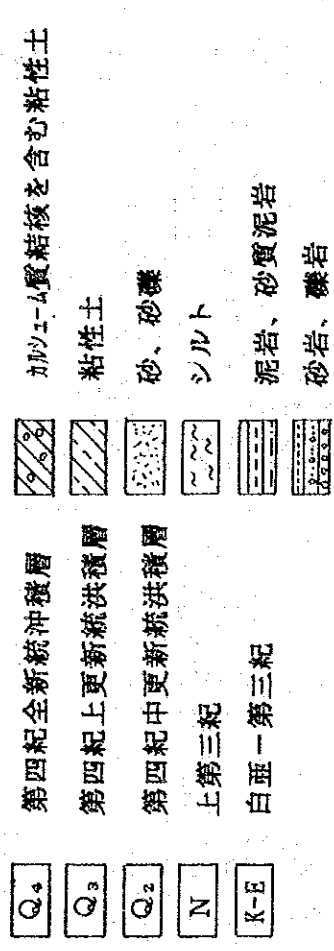 Q4 第四紀全新統沖積層
Q3 第四紀上更新統洪積層
Q2 第四紀中更新統洪積層
N 上第三紀
K-E 白亜ー第三紀
カルシューム質結核を含む粘性土
粘性土
砂、砂礫
シルト
泥岩、砂質泥岩
砂岩、礫岩